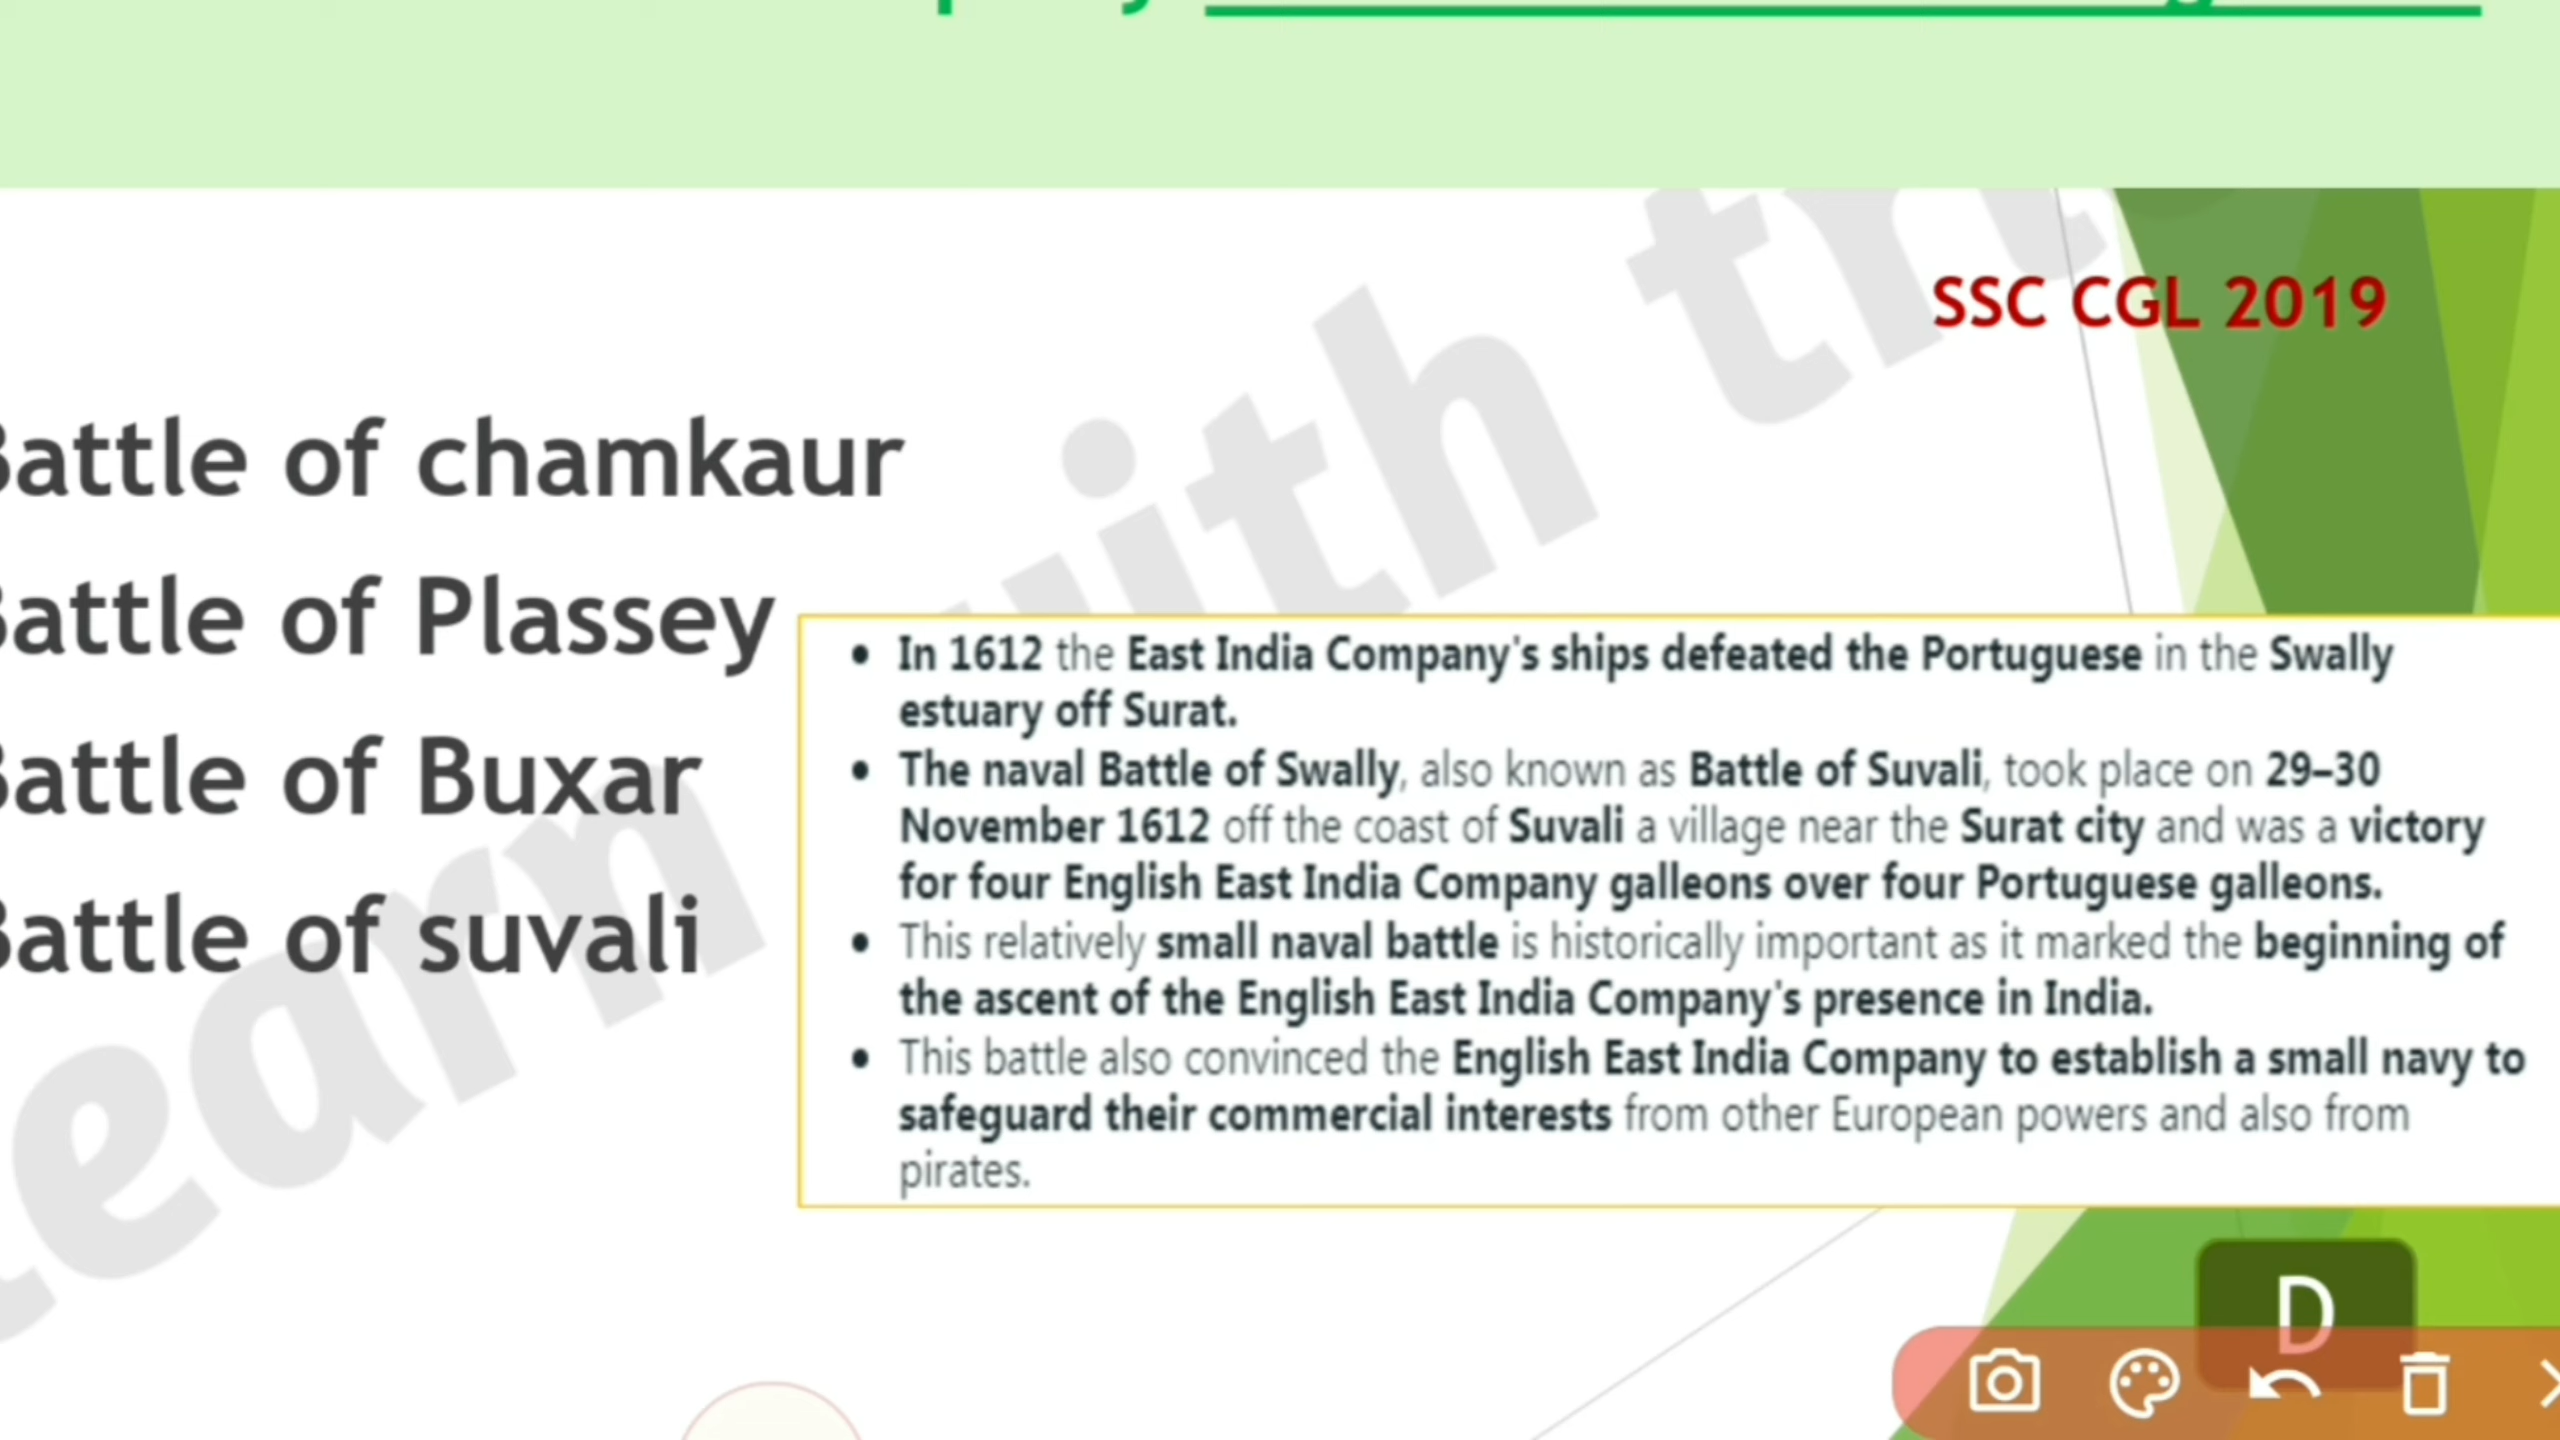 SSC CGL 2019
Battle of chamkaur
Battle of Plassey
Battle of Buxar
Battle of suvali
• In 1612 the East India Company's ships defeated the Portuguese in the Swally
estuary off Surat.
• The naval Battle of Swally, also known as Battle of Suvali, took place on 29–30
November 1612 off the coast of Suvali a village near the Surat city and was a victory
for four English East India Company galleons over four Portuguese galleons.
• This relatively small naval battle is historically important as it marked the beginning of
the ascent of the English East India Company's presence in India.
• This battle also convinced the English East India Company to establish a small navy to
safeguard their commercial interests from other European powers and also from
pirates.
D
learn with